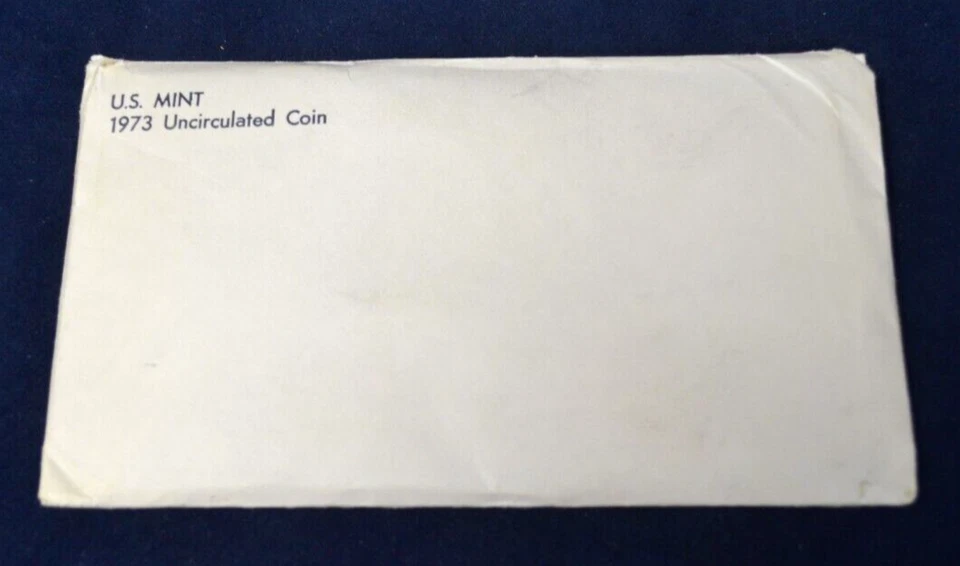 U.S. MINT
1973 Uncirculated Coin